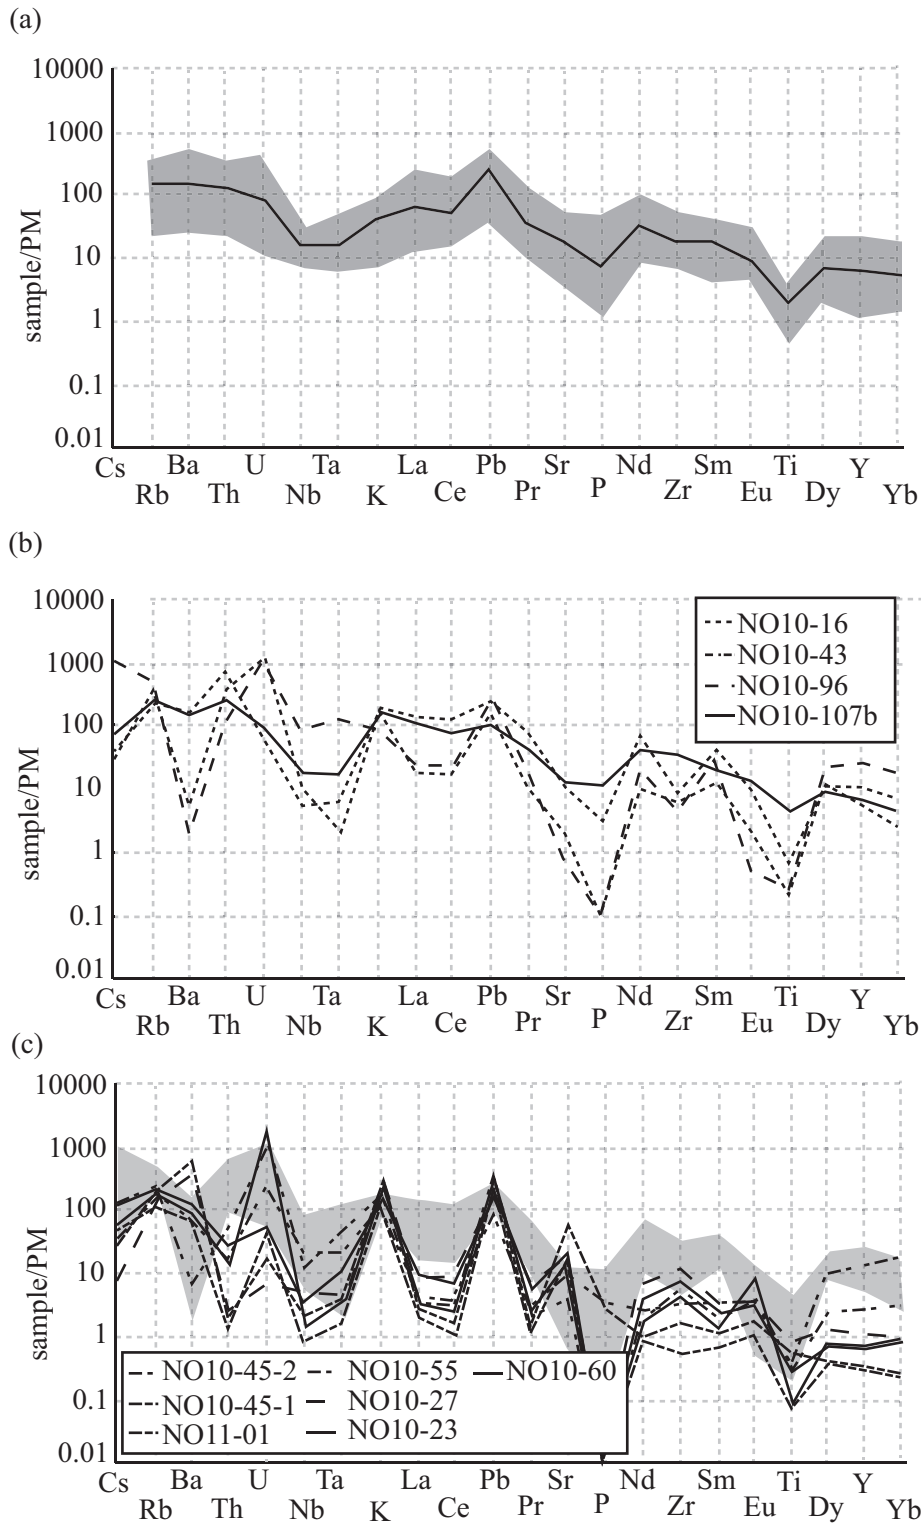 (a)
10000
1000
100
10
1
0.1
0.01
sample/PM
Cs Ba U Ta La Pb Sr Nd Sm Ti Y
Rb Th Nb K Ce Pr P Zr Eu Dy Yb
(b)
10000
1000
100
10
1
0.1
0.01
sample/PM
NO10-16
NO10-43
NO10-96
NO10-107b
Cs Ba U Ta La Pb Sr Nd Sm Ti Y
Rb Th Nb K Ce Pr P Zr Eu Dy Yb
(c)
10000
1000
100
10
1
0.1
0.01
sample/PM
NO10-45-2 NO10-55 NO10-60
NO10-45-1 NO10-27
NO11-01 NO10-23
Cs Ba U Ta La Pb Sr Nd Sm Ti Y
Rb Th Nb K Ce Pr P Zr Eu Dy Yb